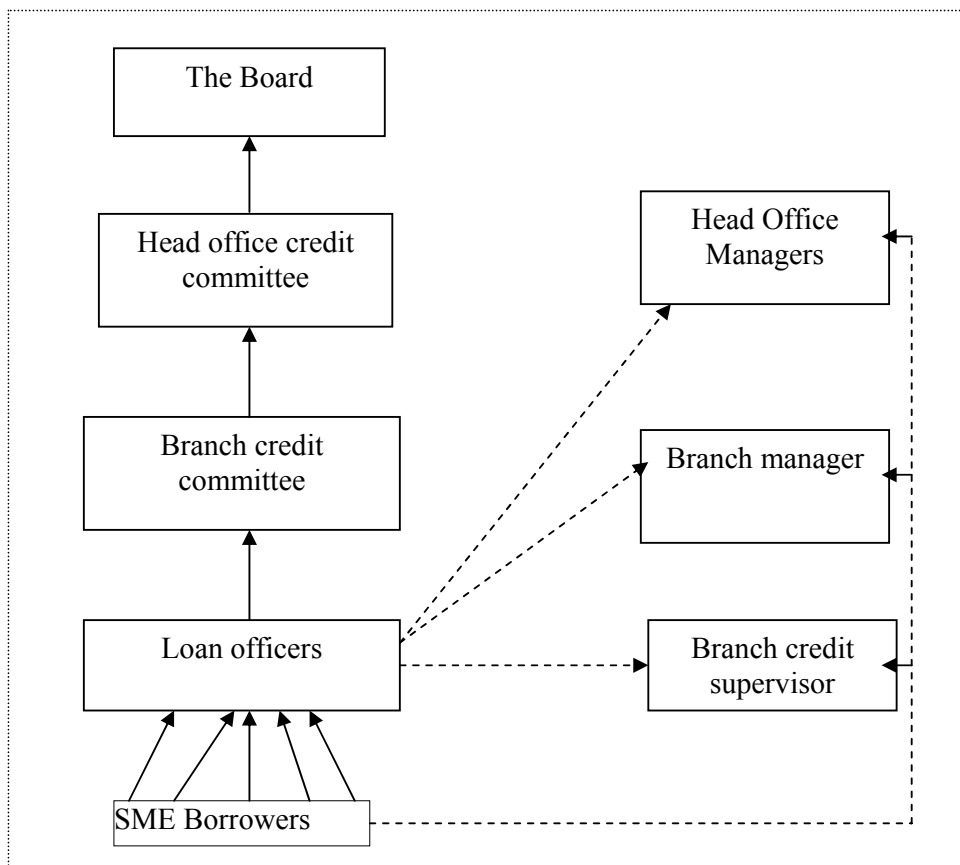 The Board
Head office credit
committee
Head Office
Managers
Branch credit
committee
Branch manager
Loan officers
Branch credit
supervisor
SME Borrowers